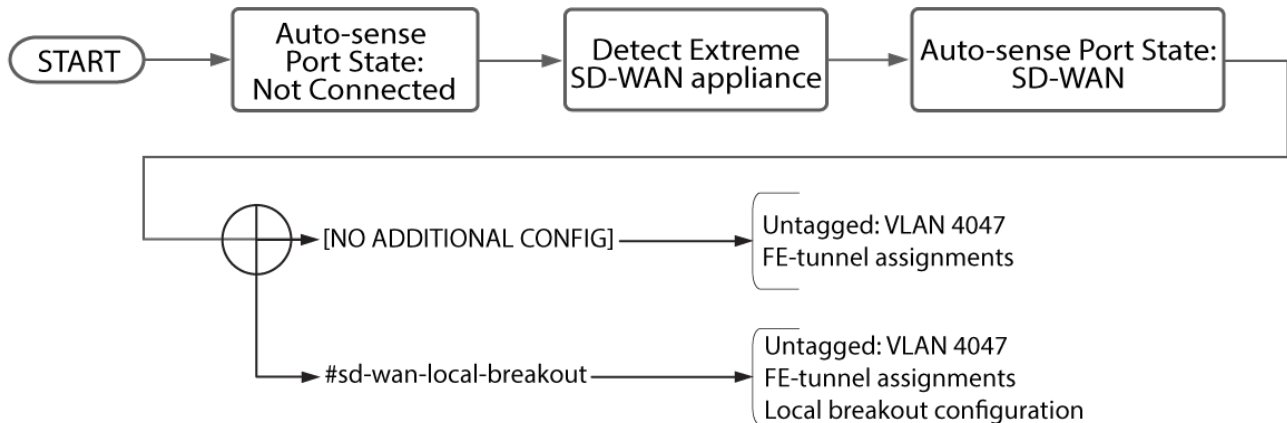 START
Auto-sense
Port State:
Not Connected
Detect Extreme
SD-WAN appliance
Auto-sense Port State:
SD-WAN
[NO ADDITIONAL CONFIG]
Untagged: VLAN 4047
FE-tunnel assignments
#sd-wan-local-breakout
Untagged: VLAN 4047
FE-tunnel assignments
Local breakout configuration